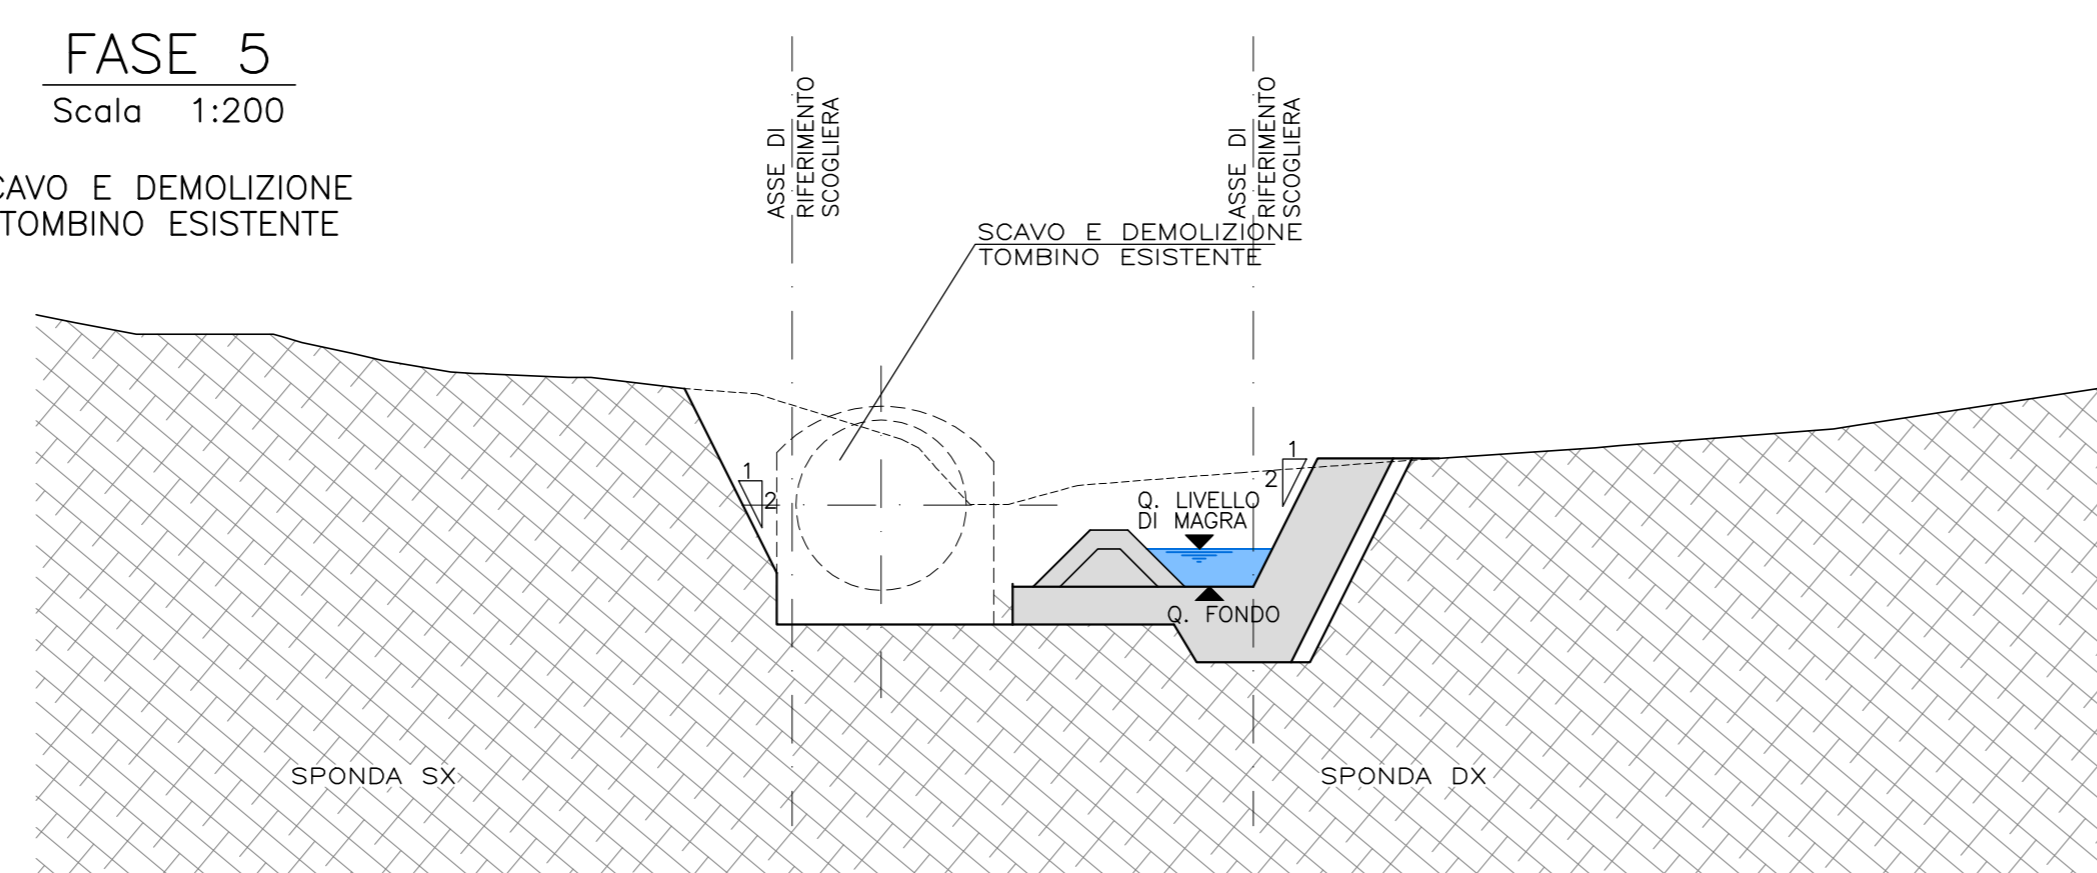 FASE 5
Scala 1:200
CAVO E DEMOLIZIONE
TOMBINO ESISTENTE
ASSE DI
RIFERIMENTO
SCOGLIERA
ASSE DI
RIFERIMENTO
SCOGLIERA
SCAVO E DEMOLIZIONE
TOMBINO ESISTENTE
1
2
1
2
Q. LIVELLO
DI MAGRA
Q. FONDO
SPONDA SX
SPONDA DX